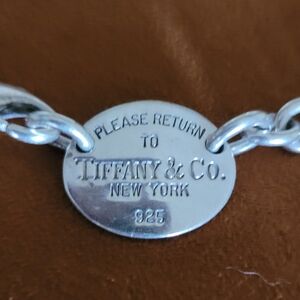 PLEASE RETURN
TO
TIFFANY & Co.
NEW YORK
925